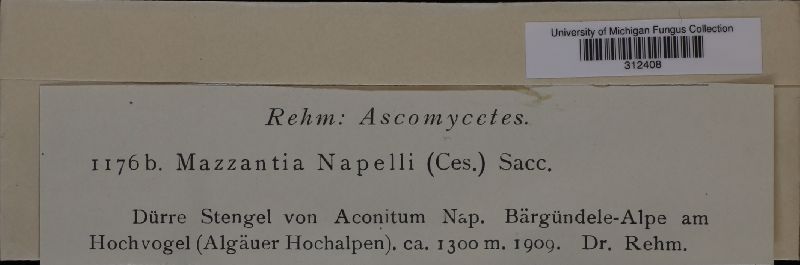 University of Michigan Fungus Collection
312408
Rehm: Ascomycetes.
1176b. Mazzantia Napelli (Ces.) Sacc.
Dürre Stengel von Aconitum Nap. Bärgündele-Alpe am
Hochvogel (Algäuer Hochalpen). ca. 1300 m. 1909. Dr. Rehm.